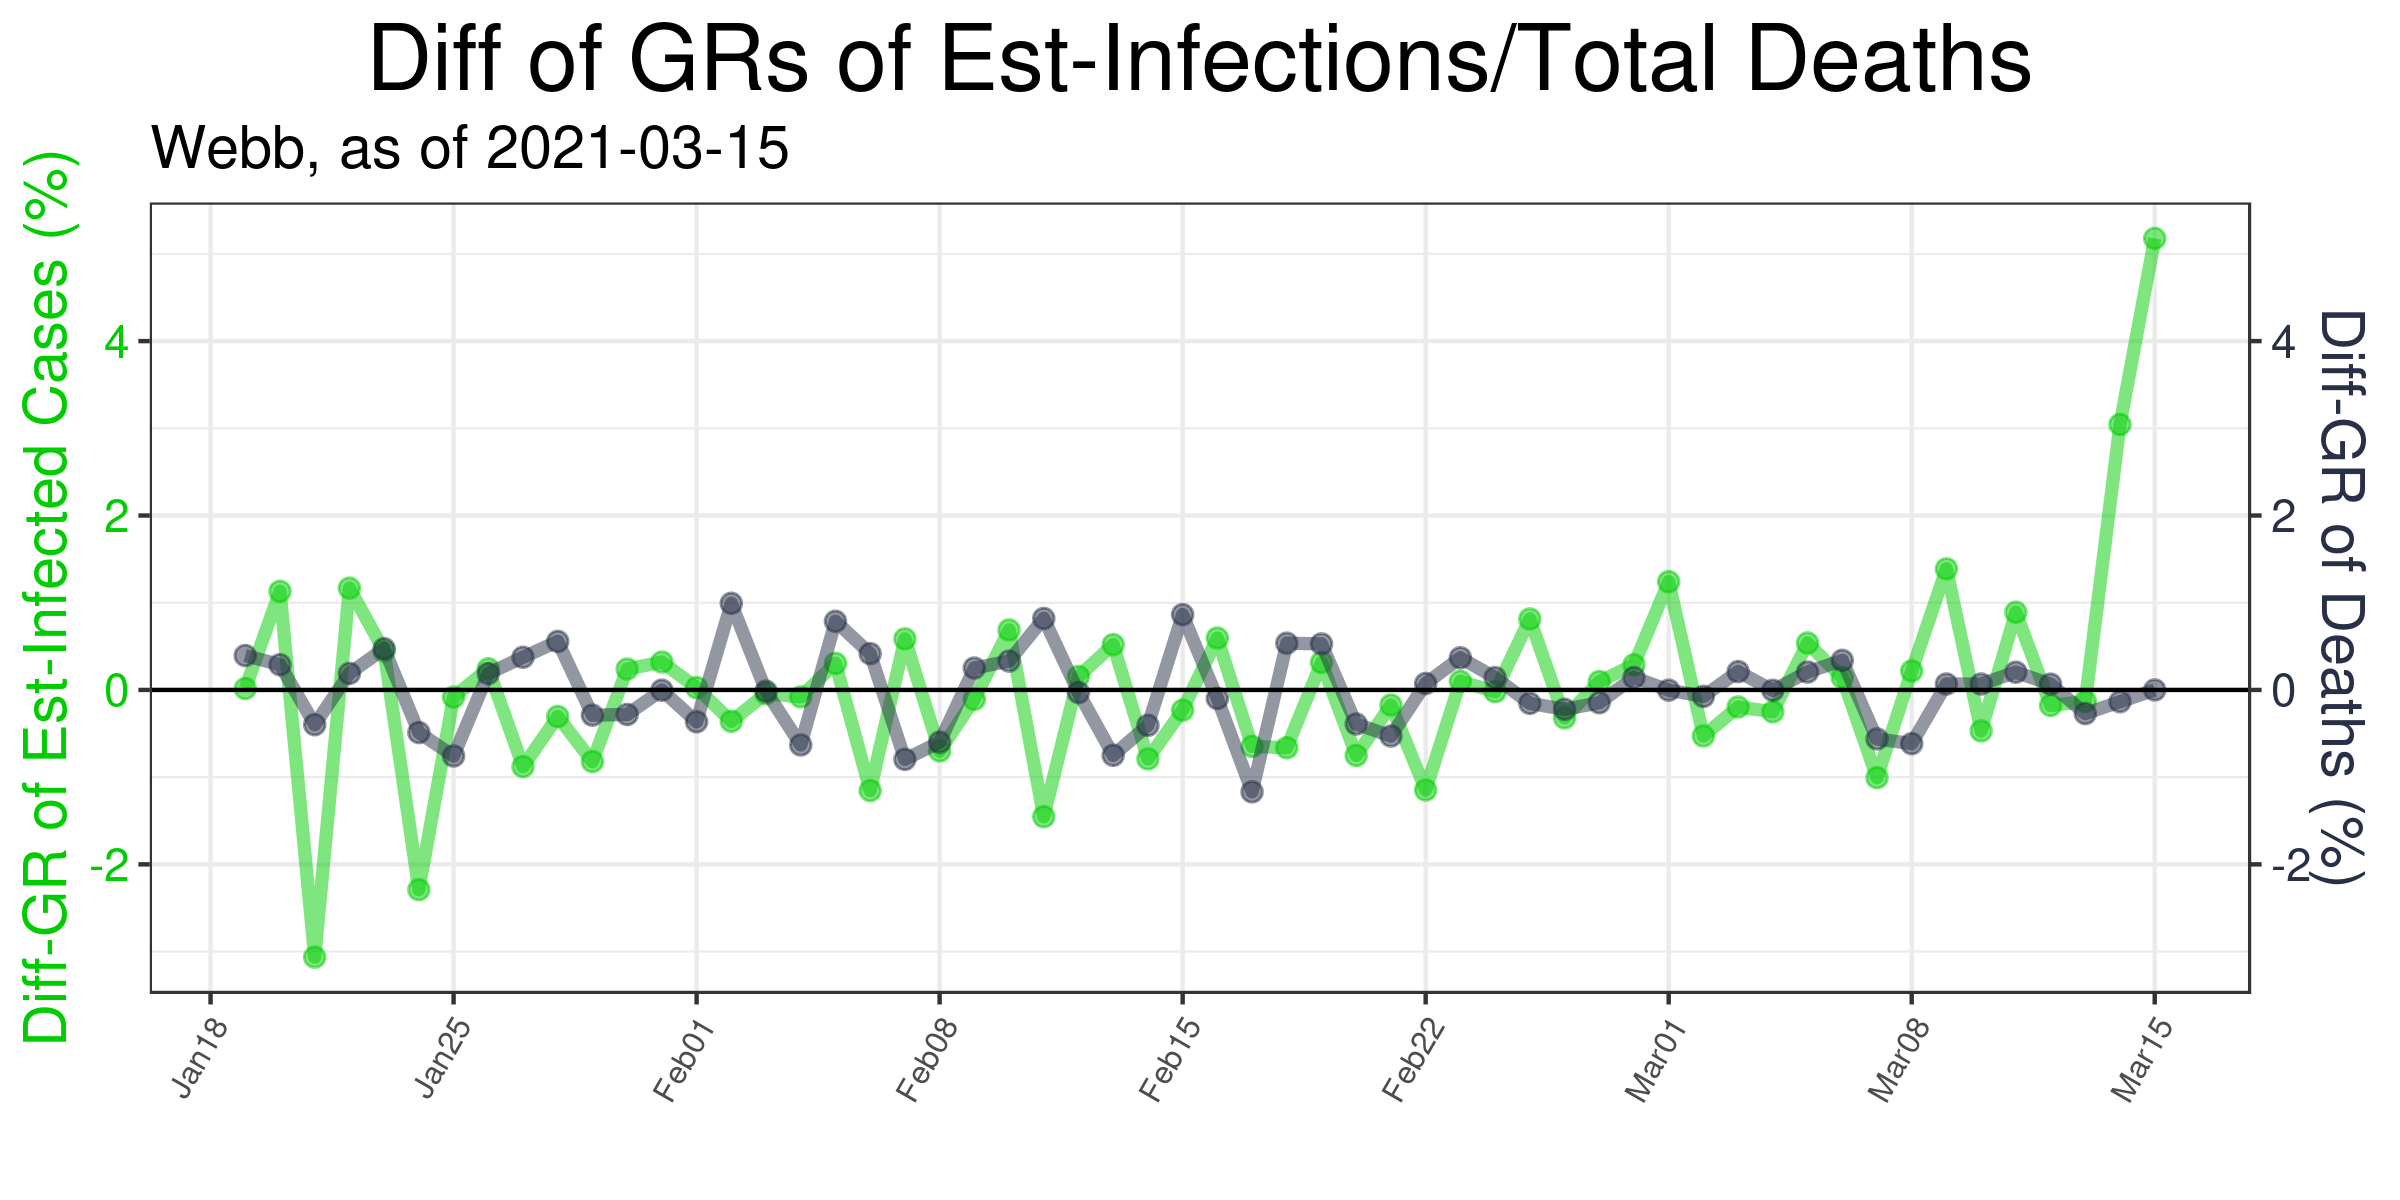 Diff of GRs of Est-Infections/Total Deaths
Webb, as of 2021-03-15
Diff-GR of Est-Infected Cases (%)
4
2
0
-2
4
2
0
-2
Diff-GR of Deaths (%)
Jan18
Jan25
Feb01
Feb08
Feb15
Feb22
Mar01
Mar08
Mar15